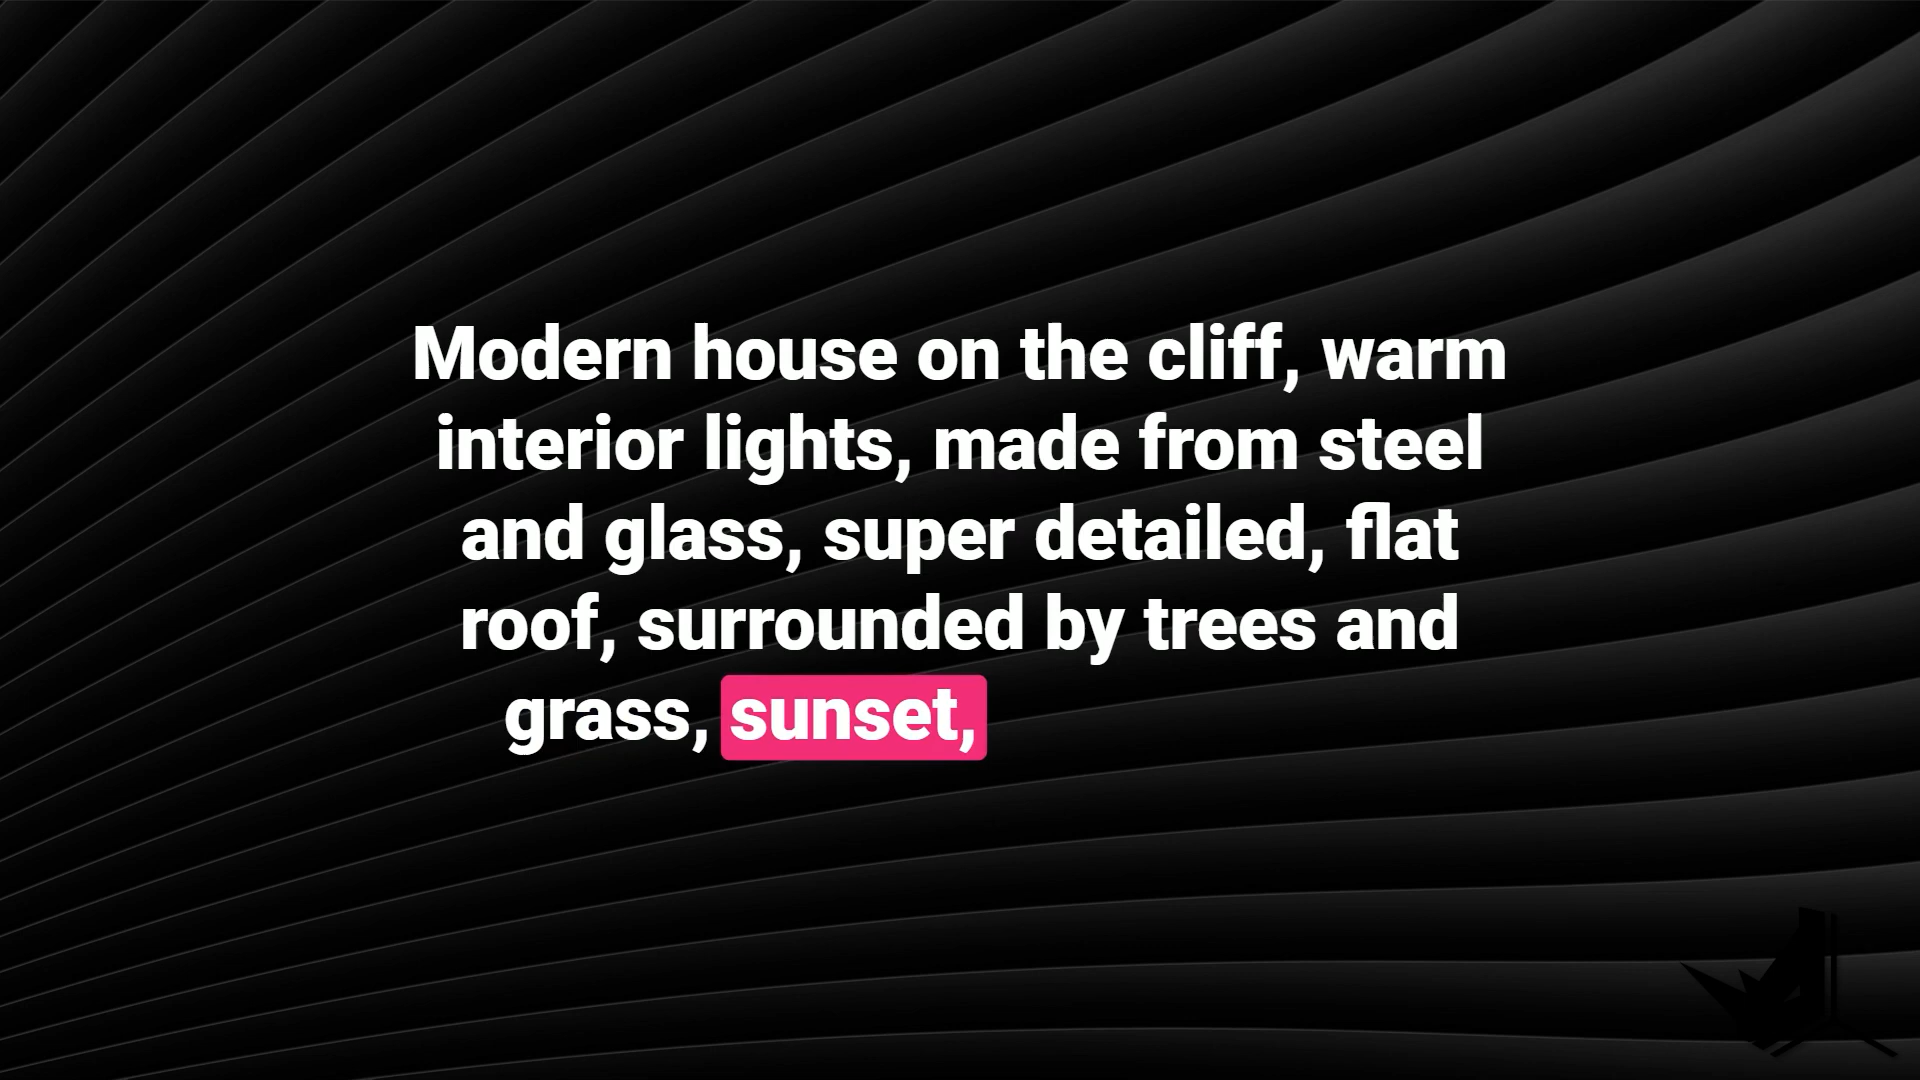 Modern house on the cliff, warm
interior lights, made from steel
and glass, super detailed, flat
roof, surrounded by trees and
grass, sunset,